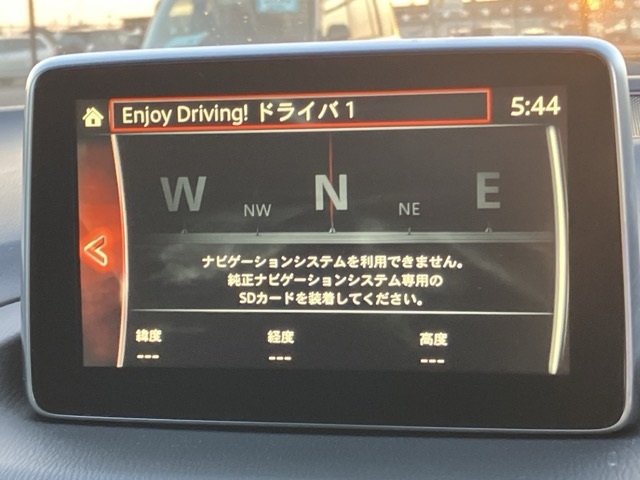 Enjoy Driving! ドライバ 1
5:44
W NW N NE E
ナビゲーションシステムを利用できません。
純正ナビゲーションシステム専用の
SDカードを装着してください。
緯度 経度 高度
--- --- ---